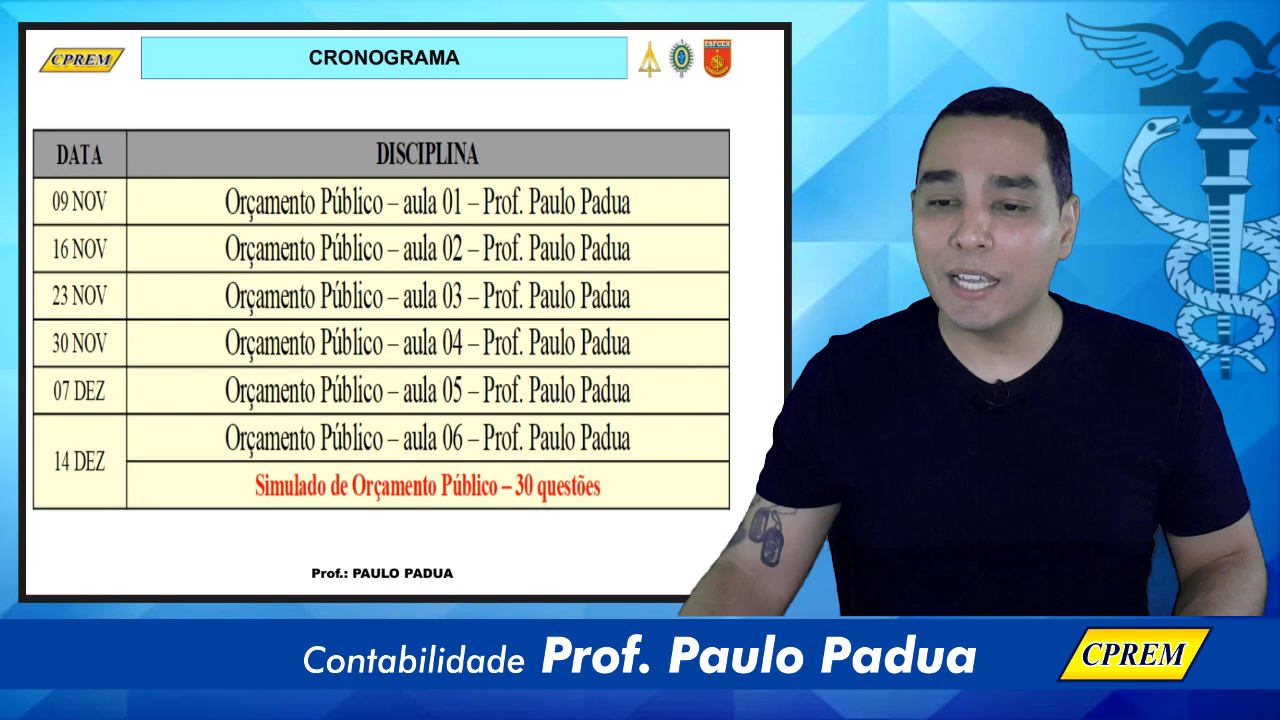 CPREM
CRONOGRAMA
ESFCEX
DATA DISCIPLINA
09 NOV Orçamento Público – aula 01 – Prof. Paulo Padua
16 NOV Orçamento Público – aula 02 – Prof. Paulo Padua
23 NOV Orçamento Público – aula 03 – Prof. Paulo Padua
30 NOV Orçamento Público – aula 04 – Prof. Paulo Padua
07 DEZ Orçamento Público – aula 05 – Prof. Paulo Padua
14 DEZ Orçamento Público – aula 06 – Prof. Paulo Padua
Simulado de Orçamento Público – 30 questões
Prof.: PAULO PADUA
Contabilidade Prof. Paulo Padua
CPREM